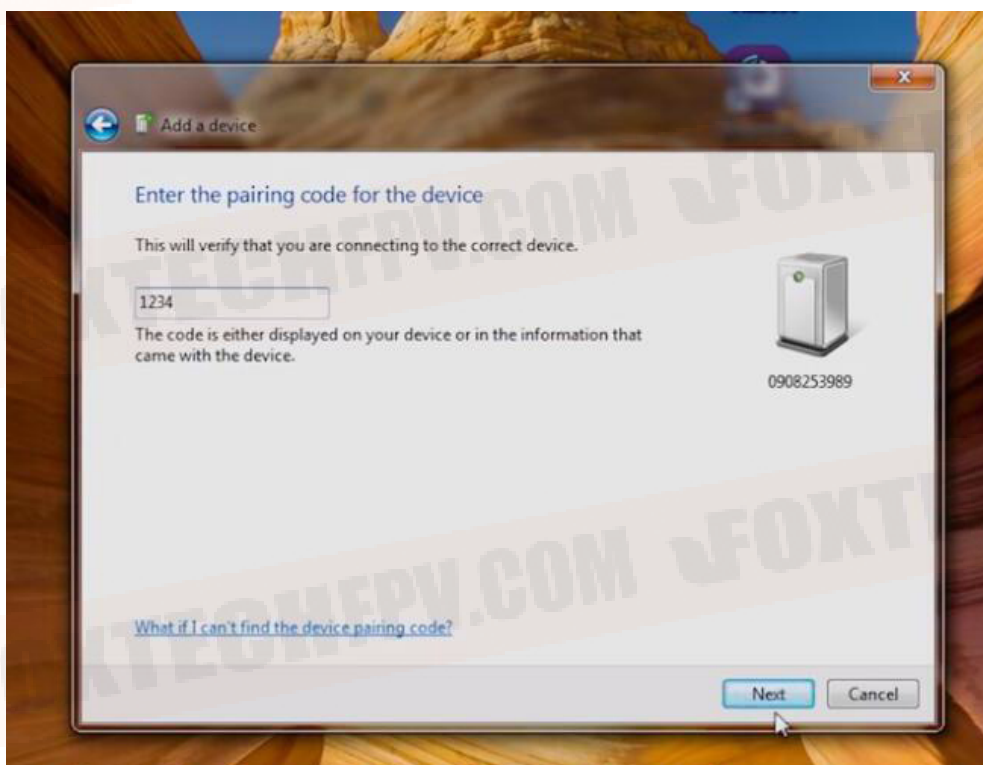 Add a device
Enter the pairing code for the device
This will verify that you are connecting to the correct device.
1234
The code is either displayed on your device or in the information that
came with the device.
0908253989
What if I can't find the device pairing code?
Next
Cancel
FOXTECHFPV.COM